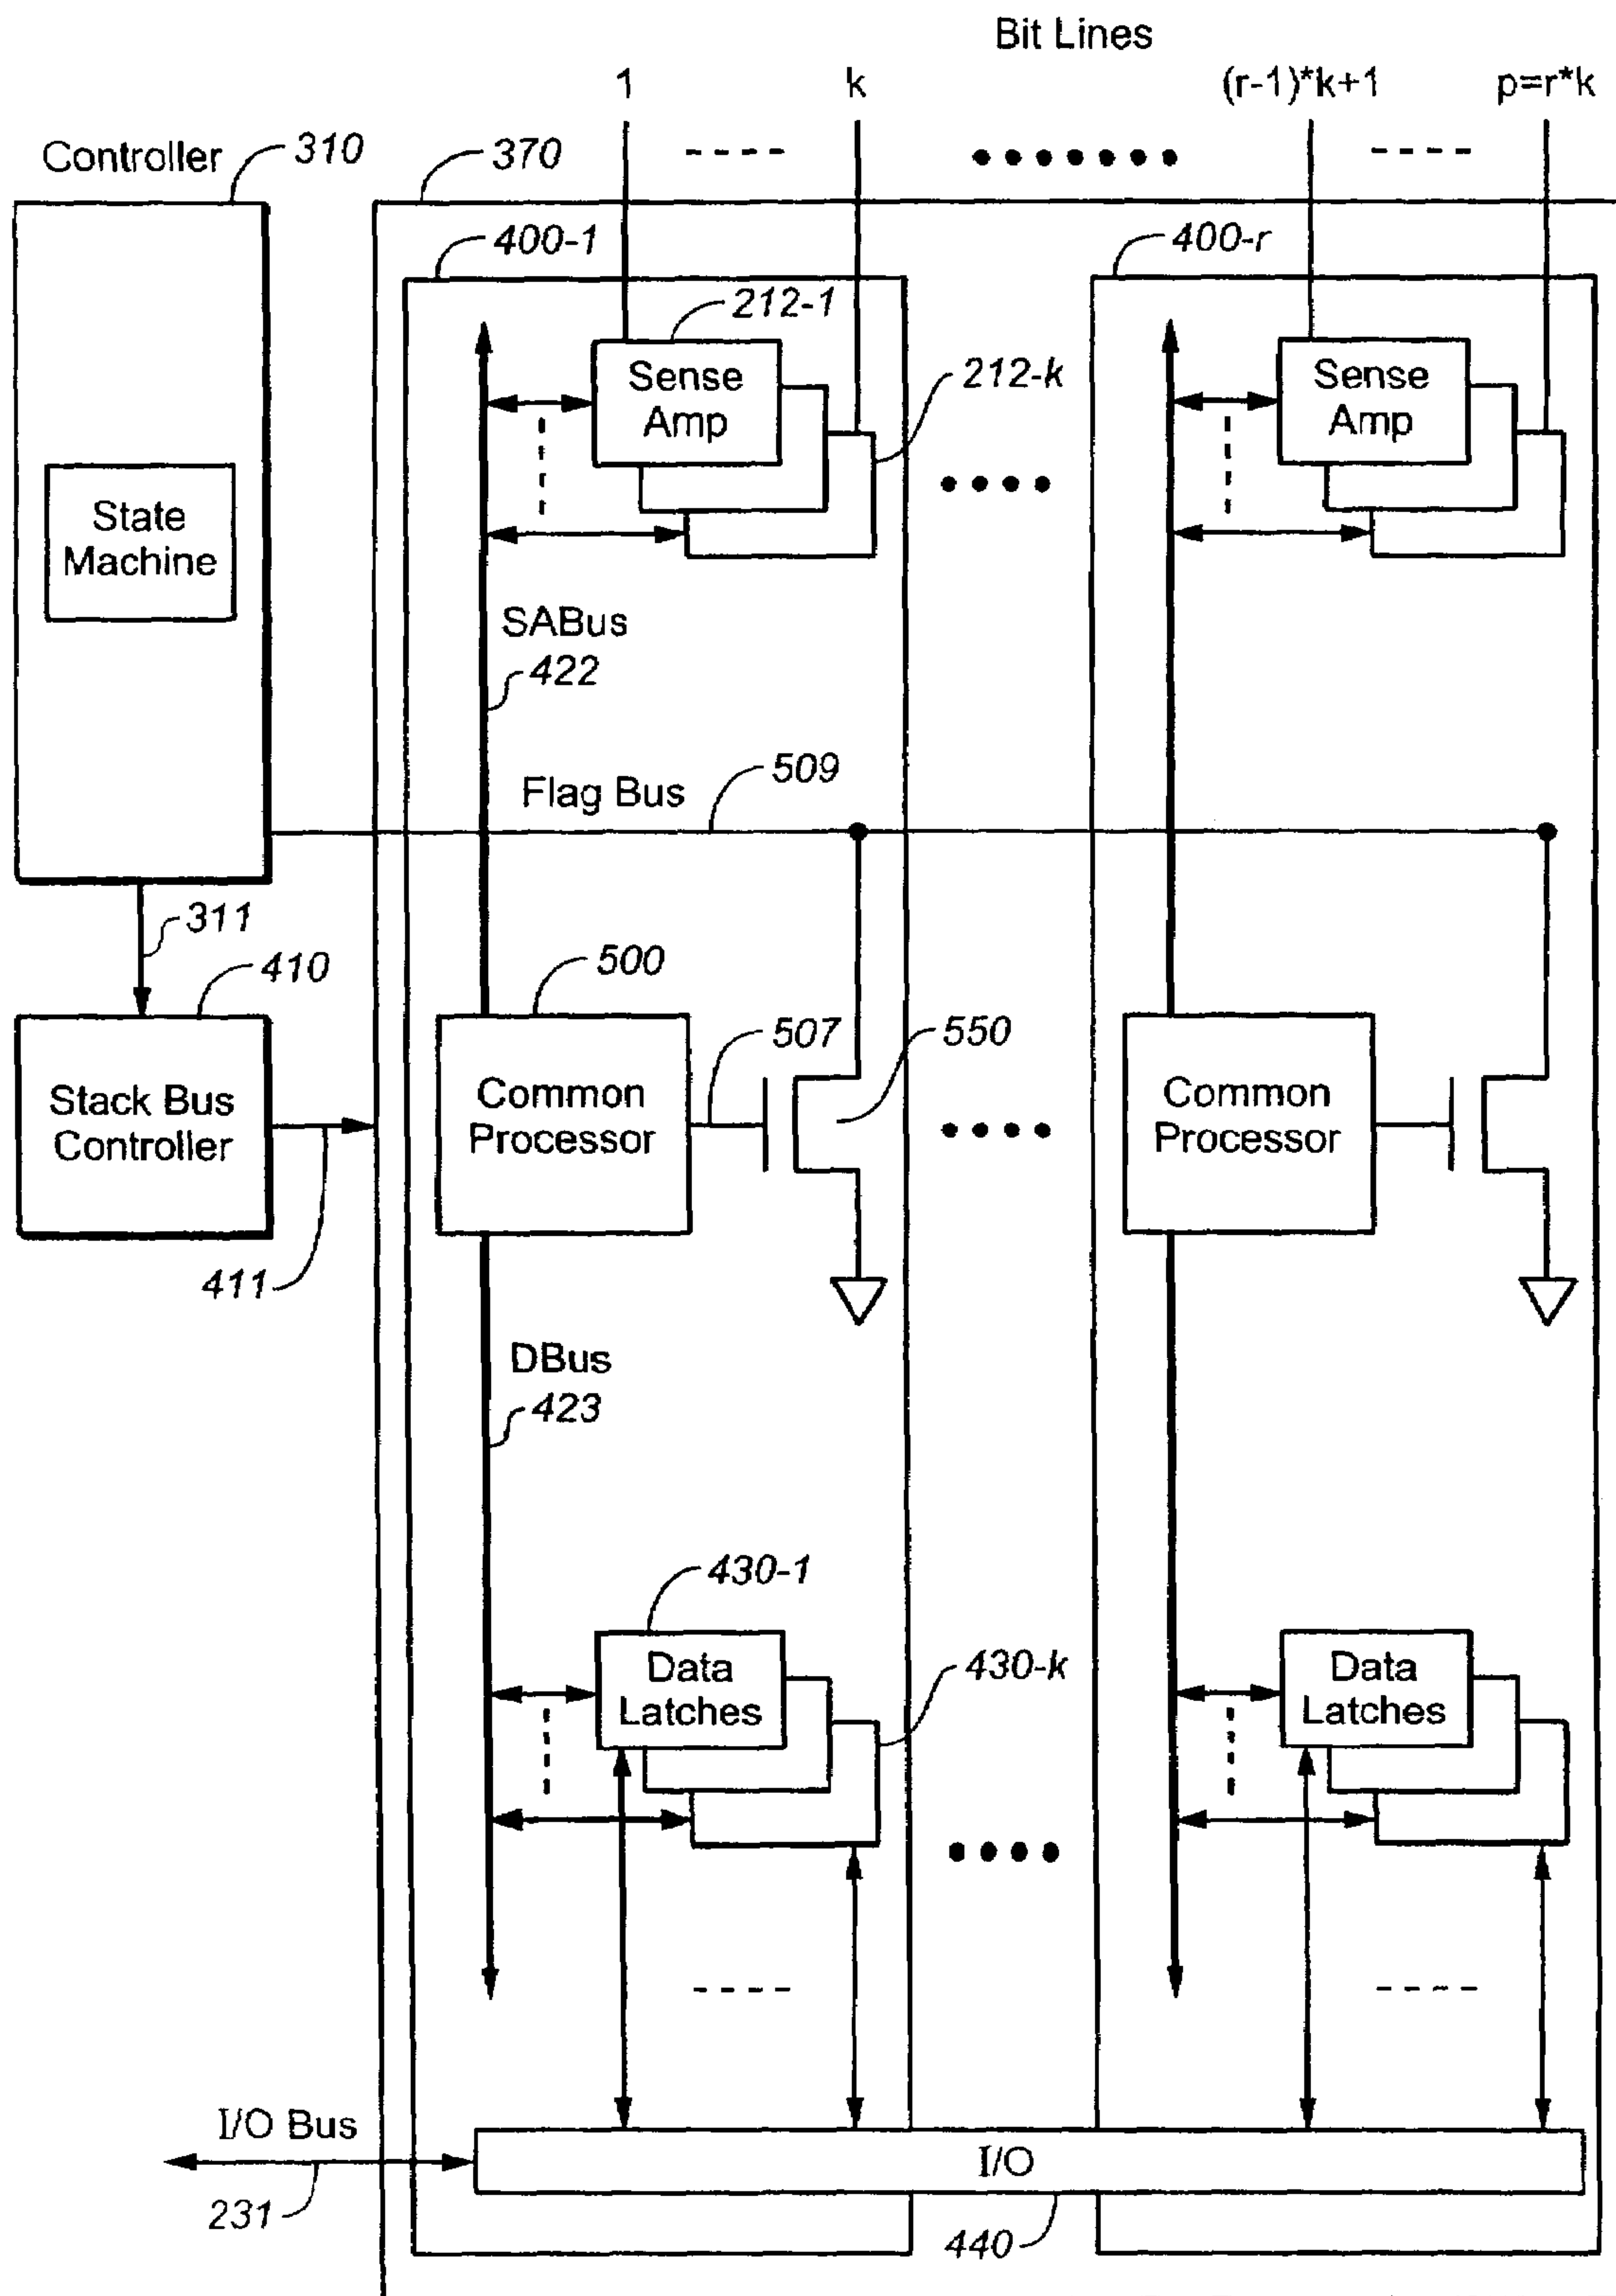 Bit Lines
1
k
(r-1)*k+1
p=r*k
Controller
310
370
400-1
400-r
212-1
Sense
Amp
212-k
Sense
Amp
State
Machine
SABus
422
Flag Bus
509
311
410
500
507
550
Stack Bus
Controller
Common
Processor
Common
Processor
411
DBus
423
430-1
Data
Latches
430-k
Data
Latches
I/O Bus
I/O
231
440